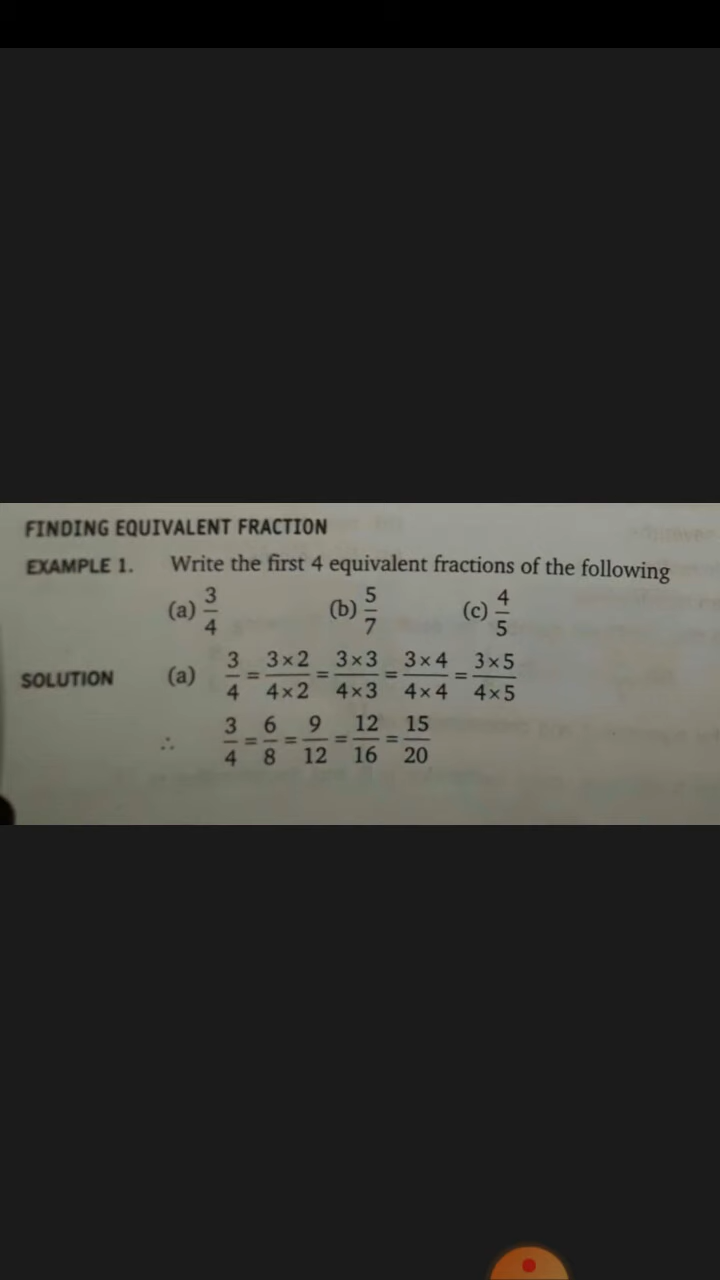 FINDING EQUIVALENT FRACTION
EXAMPLE 1. Write the first 4 equivalent fractions of the following
(a) 3/4 (b) 5/7 (c) 4/5
SOLUTION (a) 3/4 = 3×2/4×2 = 3×3/4×3 = 3×4/4×4 = 3×5/4×5
∴ 3/4 = 6/8 = 9/12 = 12/16 = 15/20